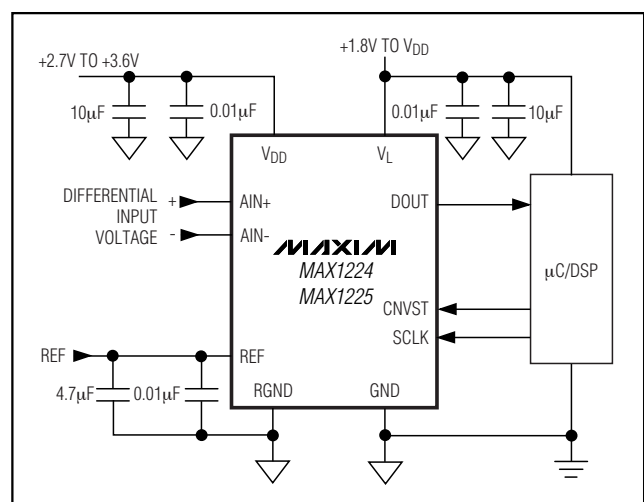 +1.8V TO VDD
+2.7V TO +3.6V
10µF
0.01µF
0.01µF
10µF
VDD
VL
DIFFERENTIAL
INPUT
VOLTAGE
+
-
AIN+
AIN-
DOUT
MAXIM
MAX1224
MAX1225
µC/DSP
CNVST
SCLK
REF
REF
4.7µF
0.01µF
RGND
GND